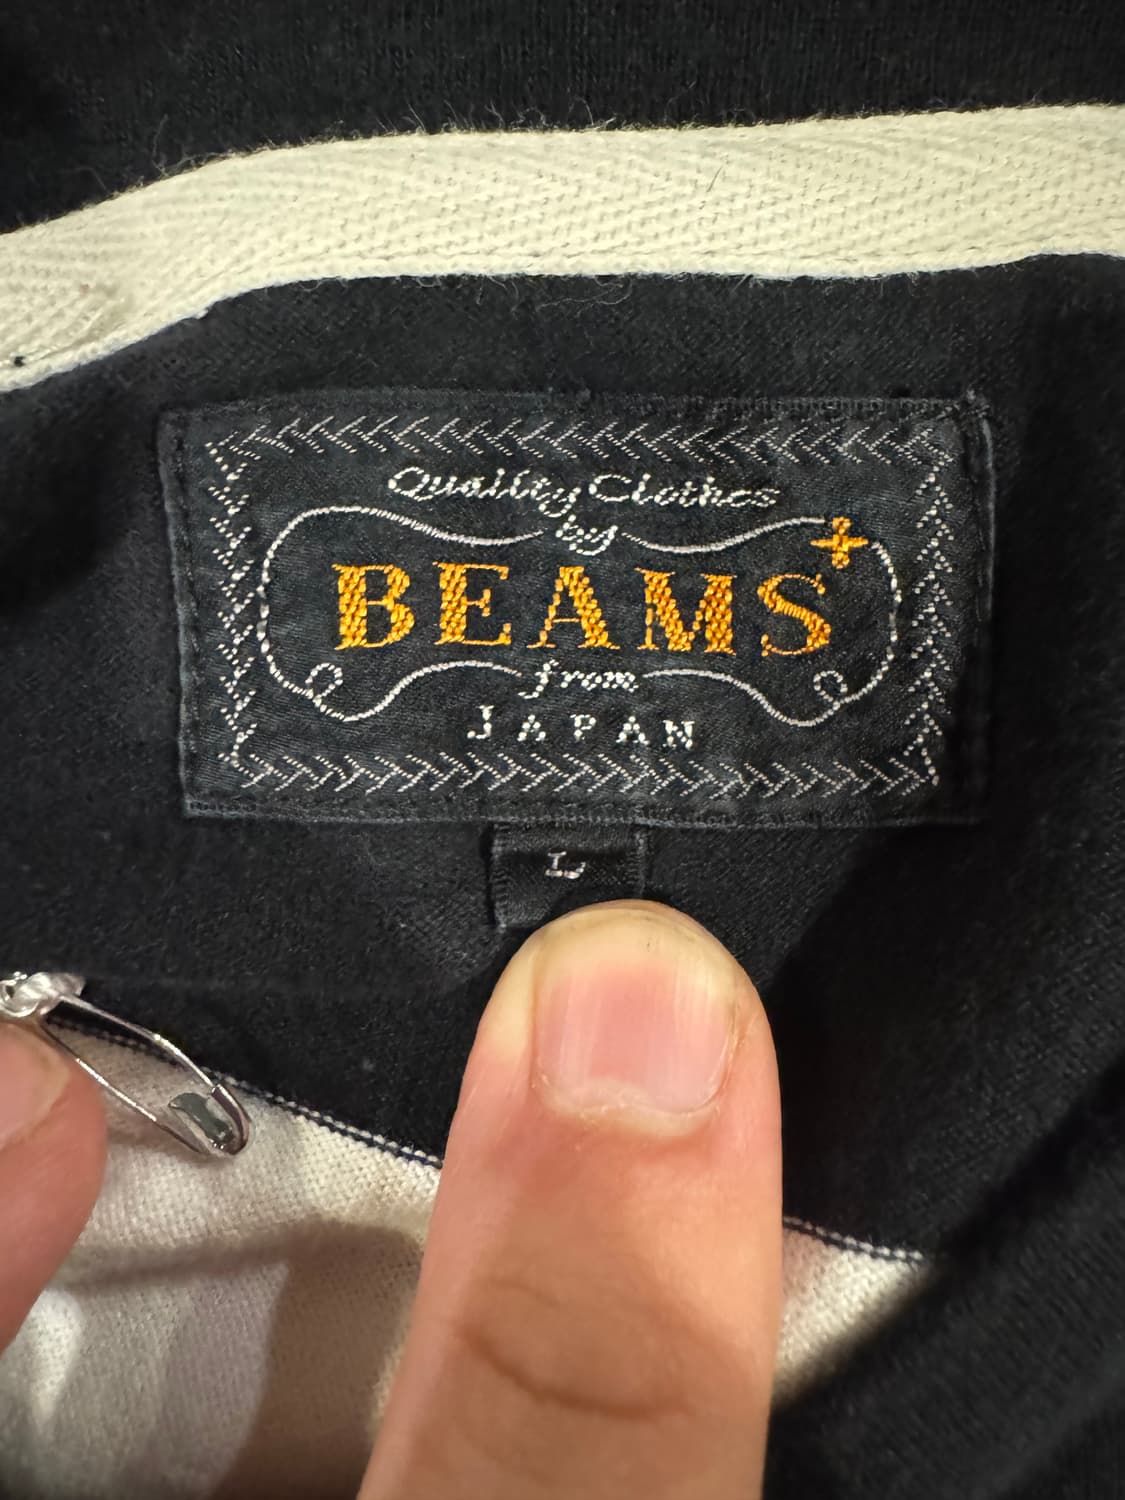 Quality Clothes
by
BEAMS+
from
JAPAN
L